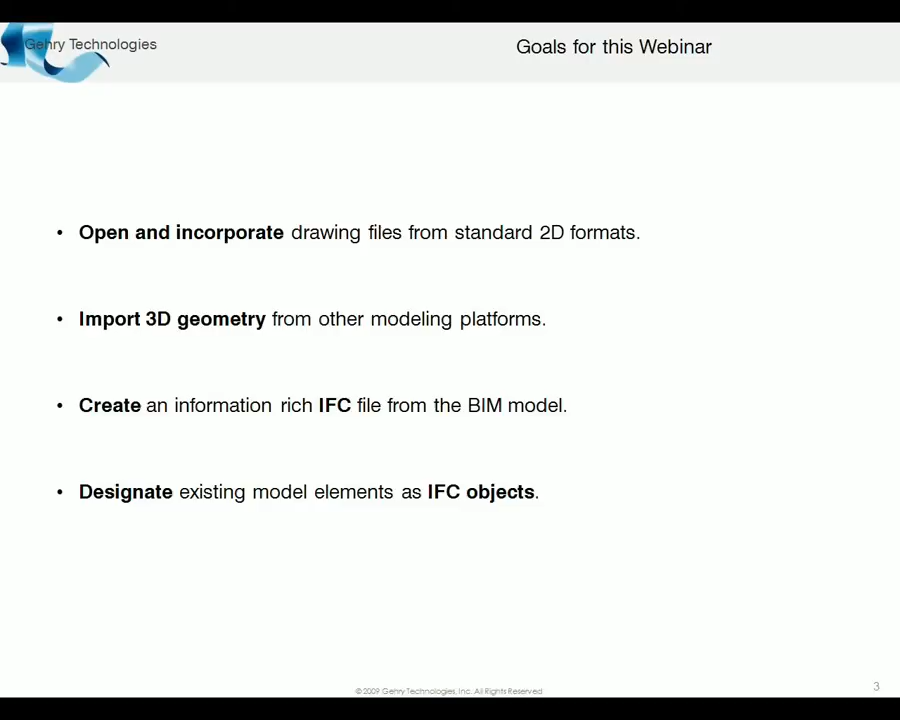 Gehry Technologies
Goals for this Webinar
• Open and incorporate drawing files from standard 2D formats.
• Import 3D geometry from other modeling platforms.
• Create an information rich IFC file from the BIM model.
• Designate existing model elements as IFC objects.
© 2009 Gehry Technologies, Inc. All Rights Reserved
3